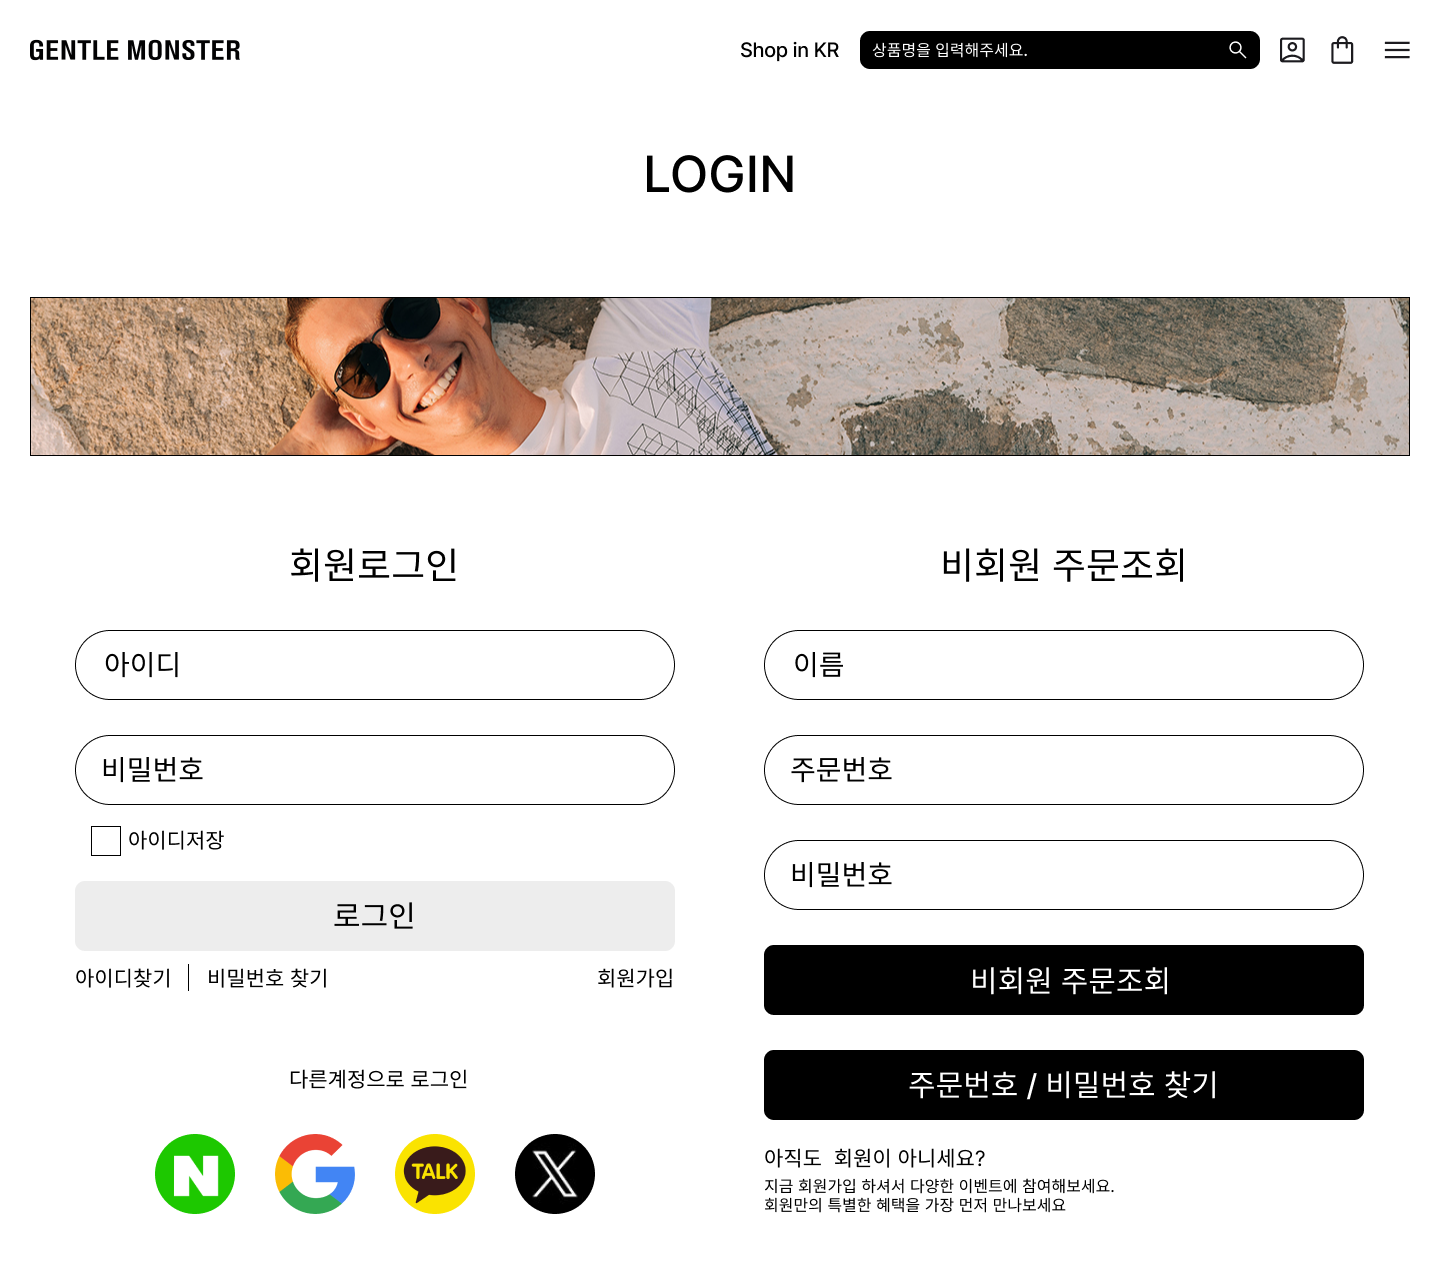 GENTLE MONSTER
Shop in KR
상품명을 입력해주세요.
LOGIN
회원로그인
아이디
비밀번호
아이디저장
로그인
아이디찾기
비밀번호 찾기
회원가입
다른계정으로 로그인
N
G
TALK
X
비회원 주문조회
이름
주문번호
비밀번호
비회원 주문조회
주문번호 / 비밀번호 찾기
아직도 회원이 아니세요?
지금 회원가입 하셔서 다양한 이벤트에 참여해보세요.
회원만의 특별한 혜택을 가장 먼저 만나보세요